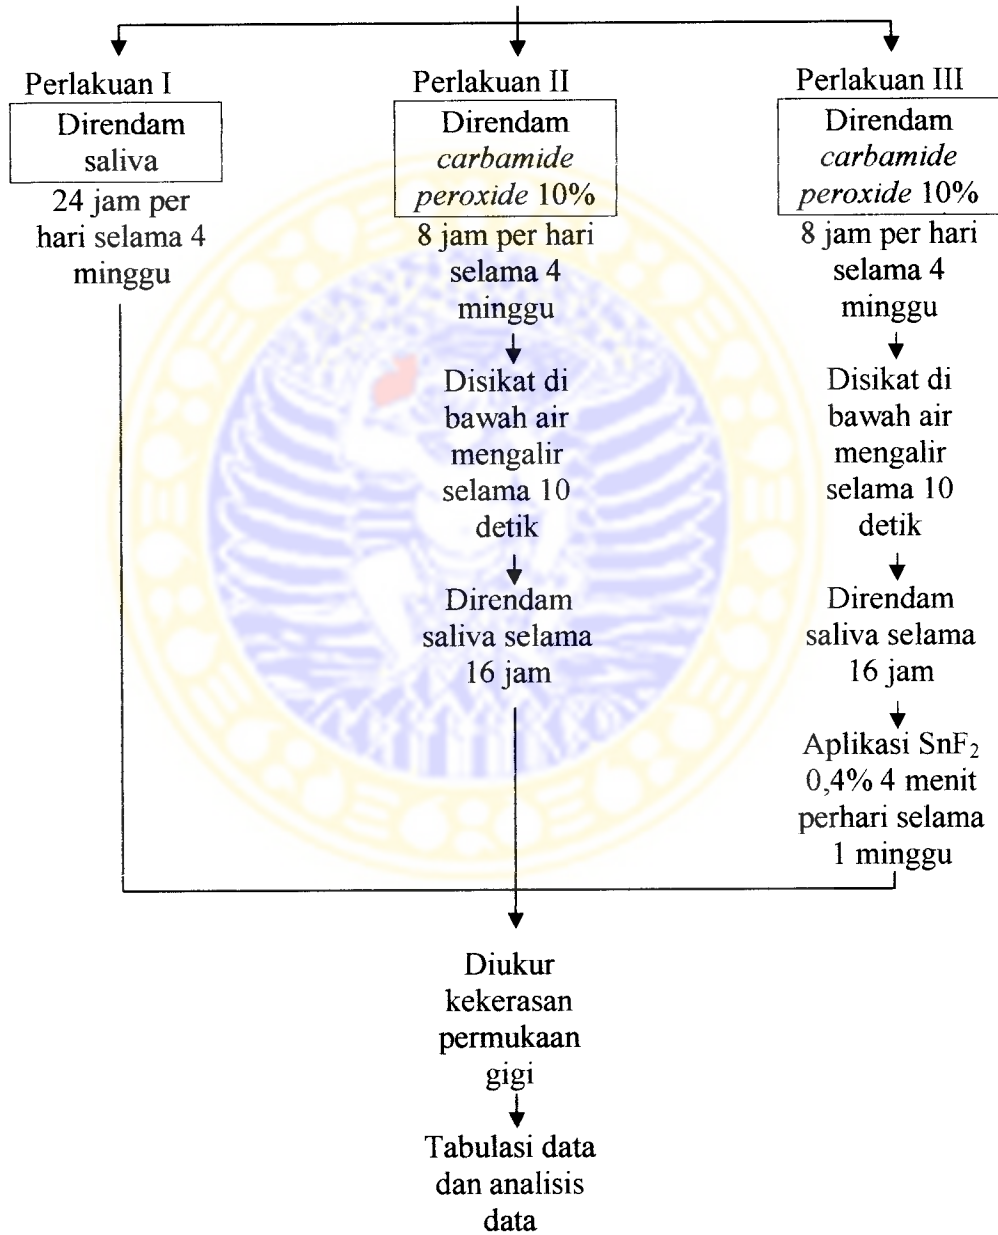 Perlakuan I
Direndam
saliva
24 jam per
hari selama 4
minggu
Perlakuan II
Direndam
carbamide
peroxide 10%
8 jam per hari
selama 4
minggu
Disikat di
bawah air
mengalir
selama 10
detik
Direndam
saliva selama
16 jam
Perlakuan III
Direndam
carbamide
peroxide 10%
8 jam per hari
selama 4
minggu
Disikat di
bawah air
mengalir
selama 10
detik
Direndam
saliva selama
16 jam
Aplikasi SnF₂
0,4% 4 menit
perhari selama
1 minggu
Diukur
kekerasan
permukaan
gigi
Tabulasi data
dan analisis
data